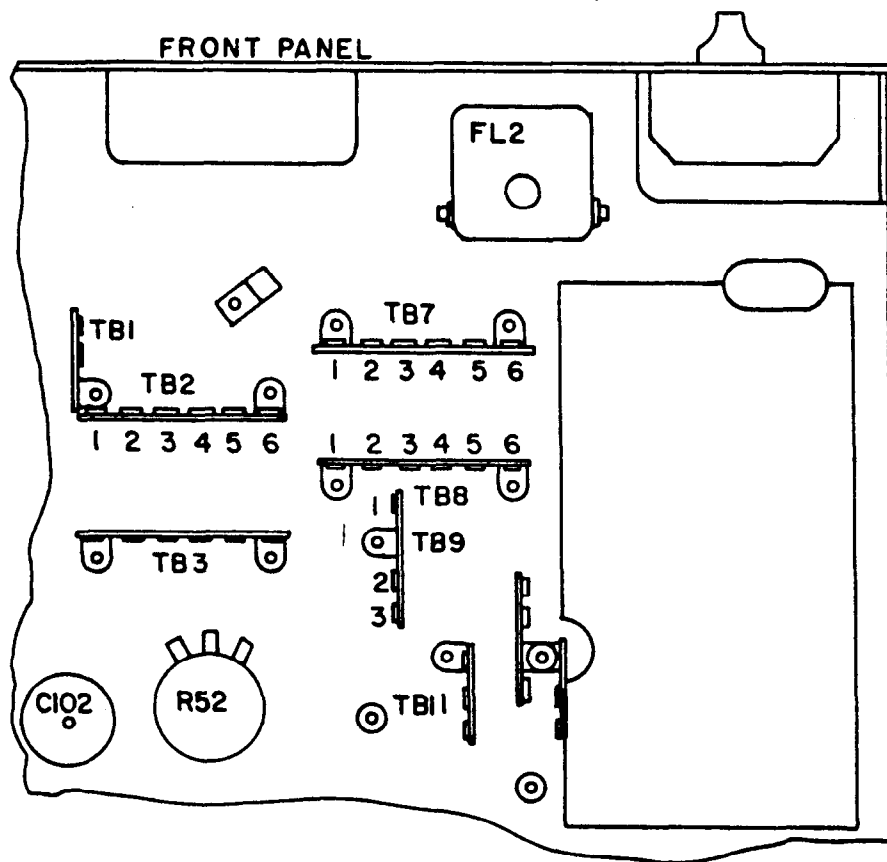 FRONT PANEL
FL2
TB1
TB7
1 2 3 4 5 6
TB2
1 2 3 4 5 6
1 2 3 4 5 6
TB8
1
TB9
TB3
2
3
C102
R52
TB11